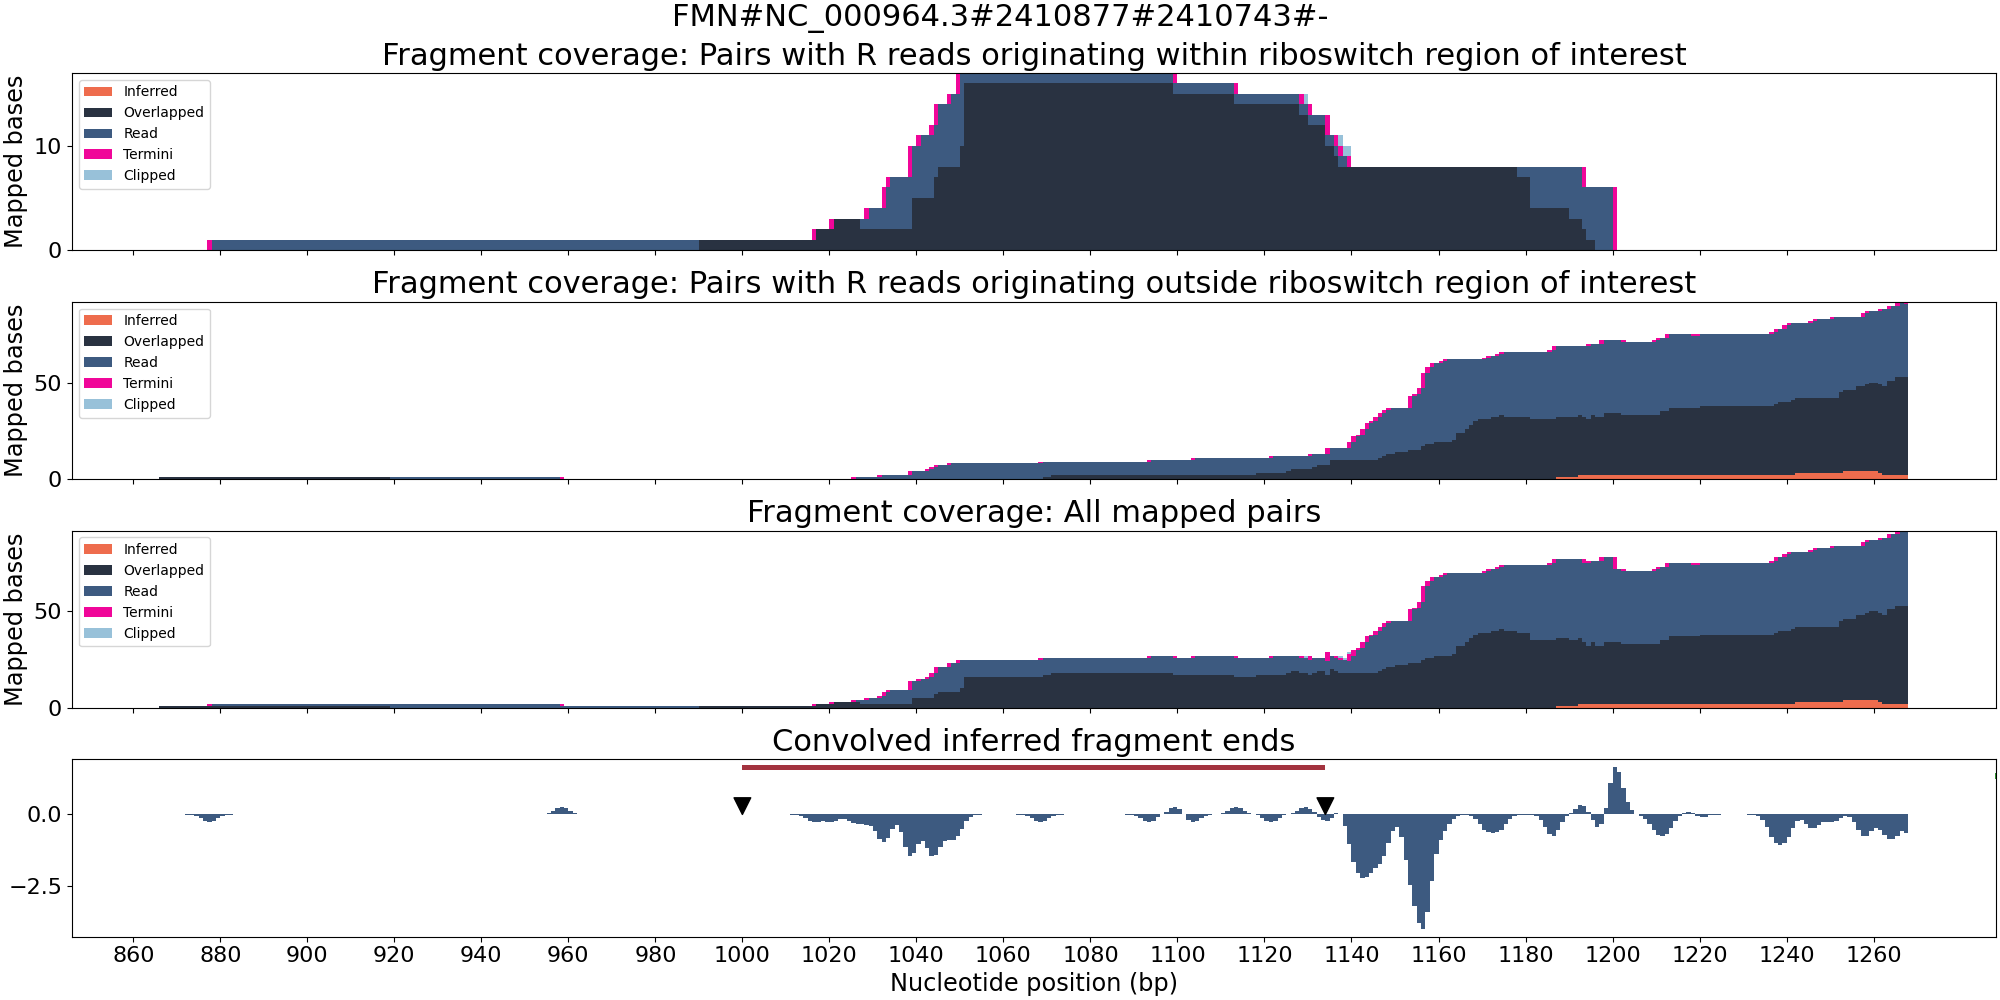 FMN#NC_000964.3#2410877#2410743#-
Fragment coverage: Pairs with R reads originating within riboswitch region of interest
Mapped bases
10
0
Inferred
Overlapped
Read
Termini
Clipped
Fragment coverage: Pairs with R reads originating outside riboswitch region of interest
Mapped bases
50
0
Inferred
Overlapped
Read
Termini
Clipped
Fragment coverage: All mapped pairs
Mapped bases
50
0
Inferred
Overlapped
Read
Termini
Clipped
Convolved inferred fragment ends
0.0
−2.5
860 880 900 920 940 960 980 1000 1020 1040 1060 1080 1100 1120 1140 1160 1180 1200 1220 1240 1260
Nucleotide position (bp)